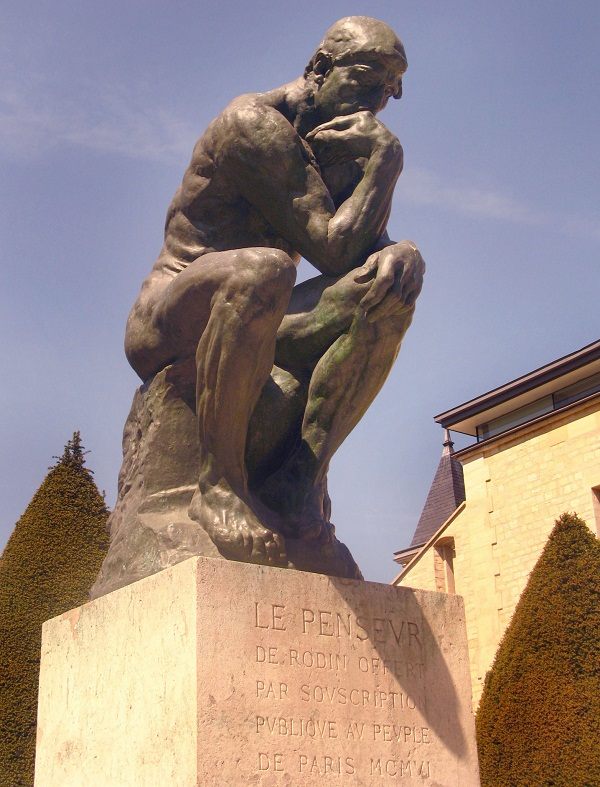 LE PENSEVR
DE RODIN OFFERT
PAR SOVSCRIPTION
PVBLIQVE AV PEVPLE
DE PARIS MCMVI